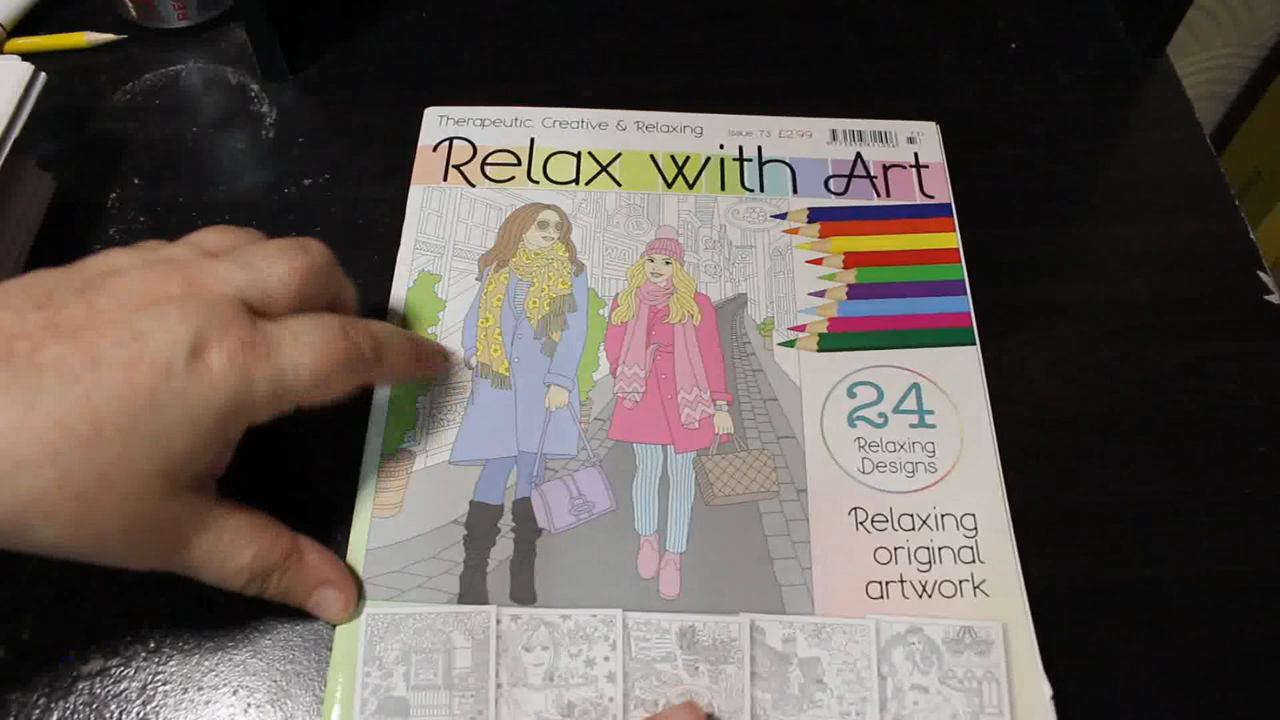 Therapeutic, Creative & Relaxing
Issue 73 £2.99
Relax with Art
24
Relaxing
Designs
Relaxing
original
artwork